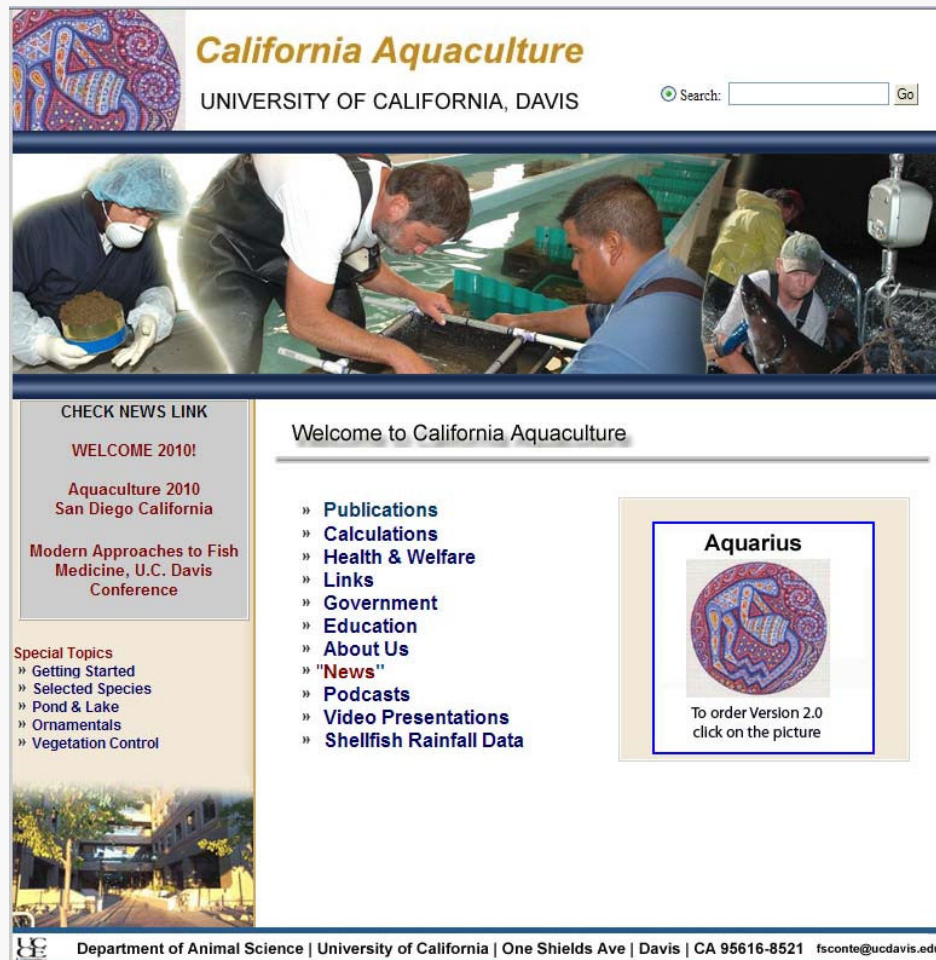 California Aquaculture
UNIVERSITY OF CALIFORNIA, DAVIS
Search:
Go
CHECK NEWS LINK
WELCOME 2010!
Aquaculture 2010
San Diego California
Modern Approaches to Fish
Medicine, U.C. Davis
Conference
Special Topics
» Getting Started
» Selected Species
» Pond & Lake
» Ornamentals
» Vegetation Control
Welcome to California Aquaculture
» Publications
» Calculations
» Health & Welfare
» Links
» Government
» Education
» About Us
» "News"
» Podcasts
» Video Presentations
» Shellfish Rainfall Data
Aquarius
To order Version 2.0
click on the picture
UC
CE
Department of Animal Science | University of California | One Shields Ave | Davis | CA 95616-8521 fsconte@ucdavis.edu